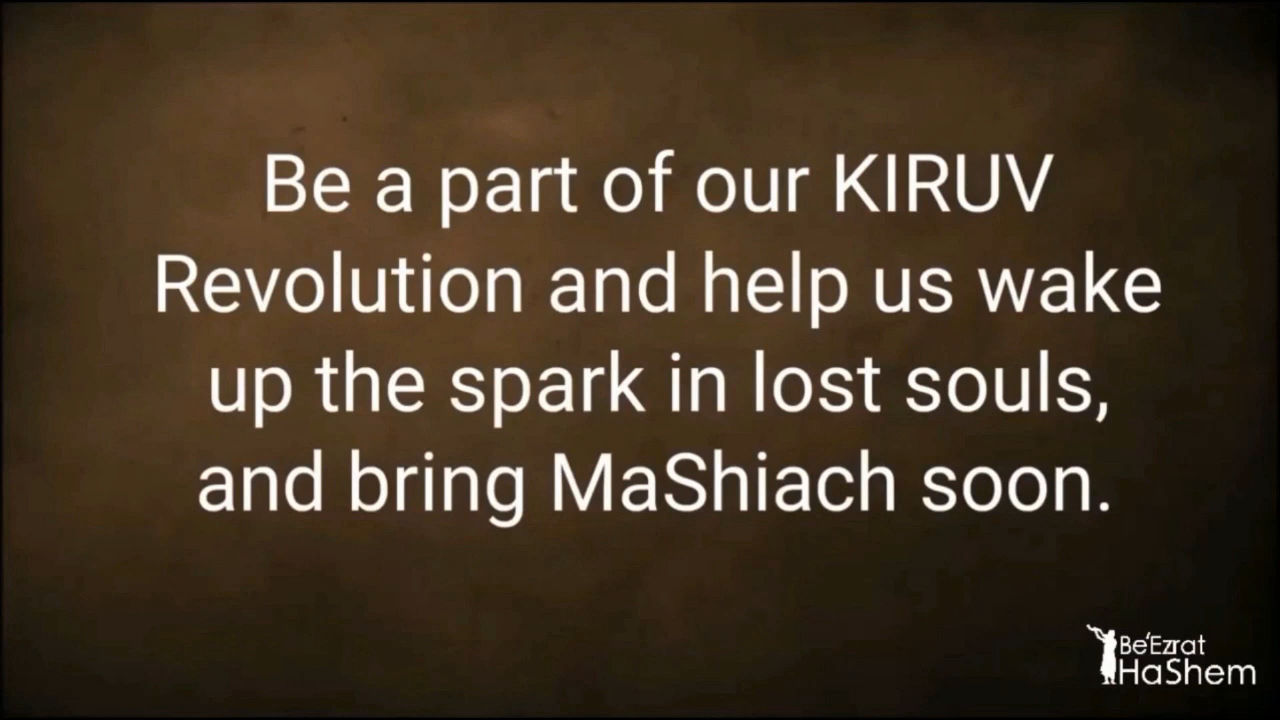 Be a part of our KIRUV
Revolution and help us wake
up the spark in lost souls,
and bring MaShiach soon.
Be'Ezrat
HaShem